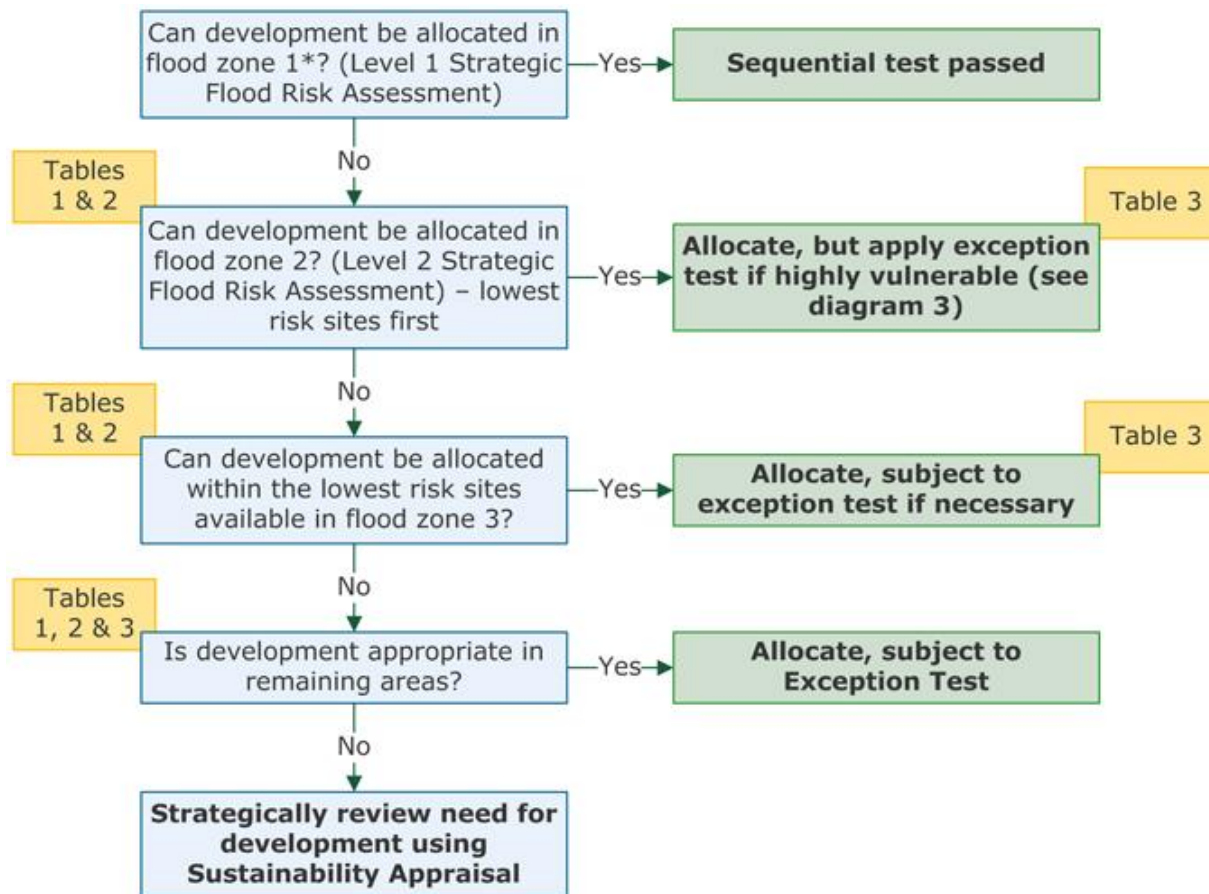 Can development be allocated in
flood zone 1*? (Level 1 Strategic
Flood Risk Assessment)
Yes
Sequential test passed
No
Tables
1 & 2
Can development be allocated in
flood zone 2? (Level 2 Strategic
Flood Risk Assessment) – lowest
risk sites first
Yes
Table 3
Allocate, but apply exception
test if highly vulnerable (see
diagram 3)
No
Tables
1 & 2
Can development be allocated
within the lowest risk sites
available in flood zone 3?
Yes
Table 3
Allocate, subject to
exception test if necessary
No
Tables
1, 2 & 3
Is development appropriate in
remaining areas?
Yes
Allocate, subject to
Exception Test
No
Strategically review need for
development using
Sustainability Appraisal